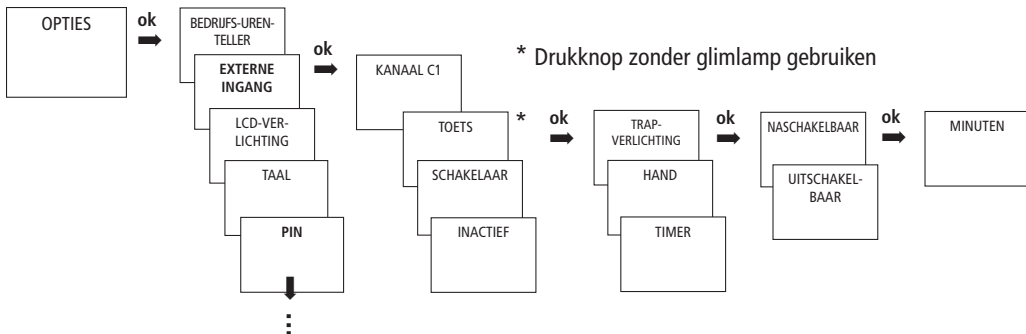 OPTIES
ok
BEDRIJFS-UREN-
TELLER
EXTERNE
INGANG
LCD-VER-
LICHTING
TAAL
PIN
ok
* Drukknop zonder glimlamp gebruiken
KANAAL C1
TOETS
*
SCHAKELAAR
INACTIEF
ok
TRAP-
VERLICHTING
HAND
TIMER
ok
NASCHAKELBAAR
UITSCHAKEL-
BAAR
ok
MINUTEN